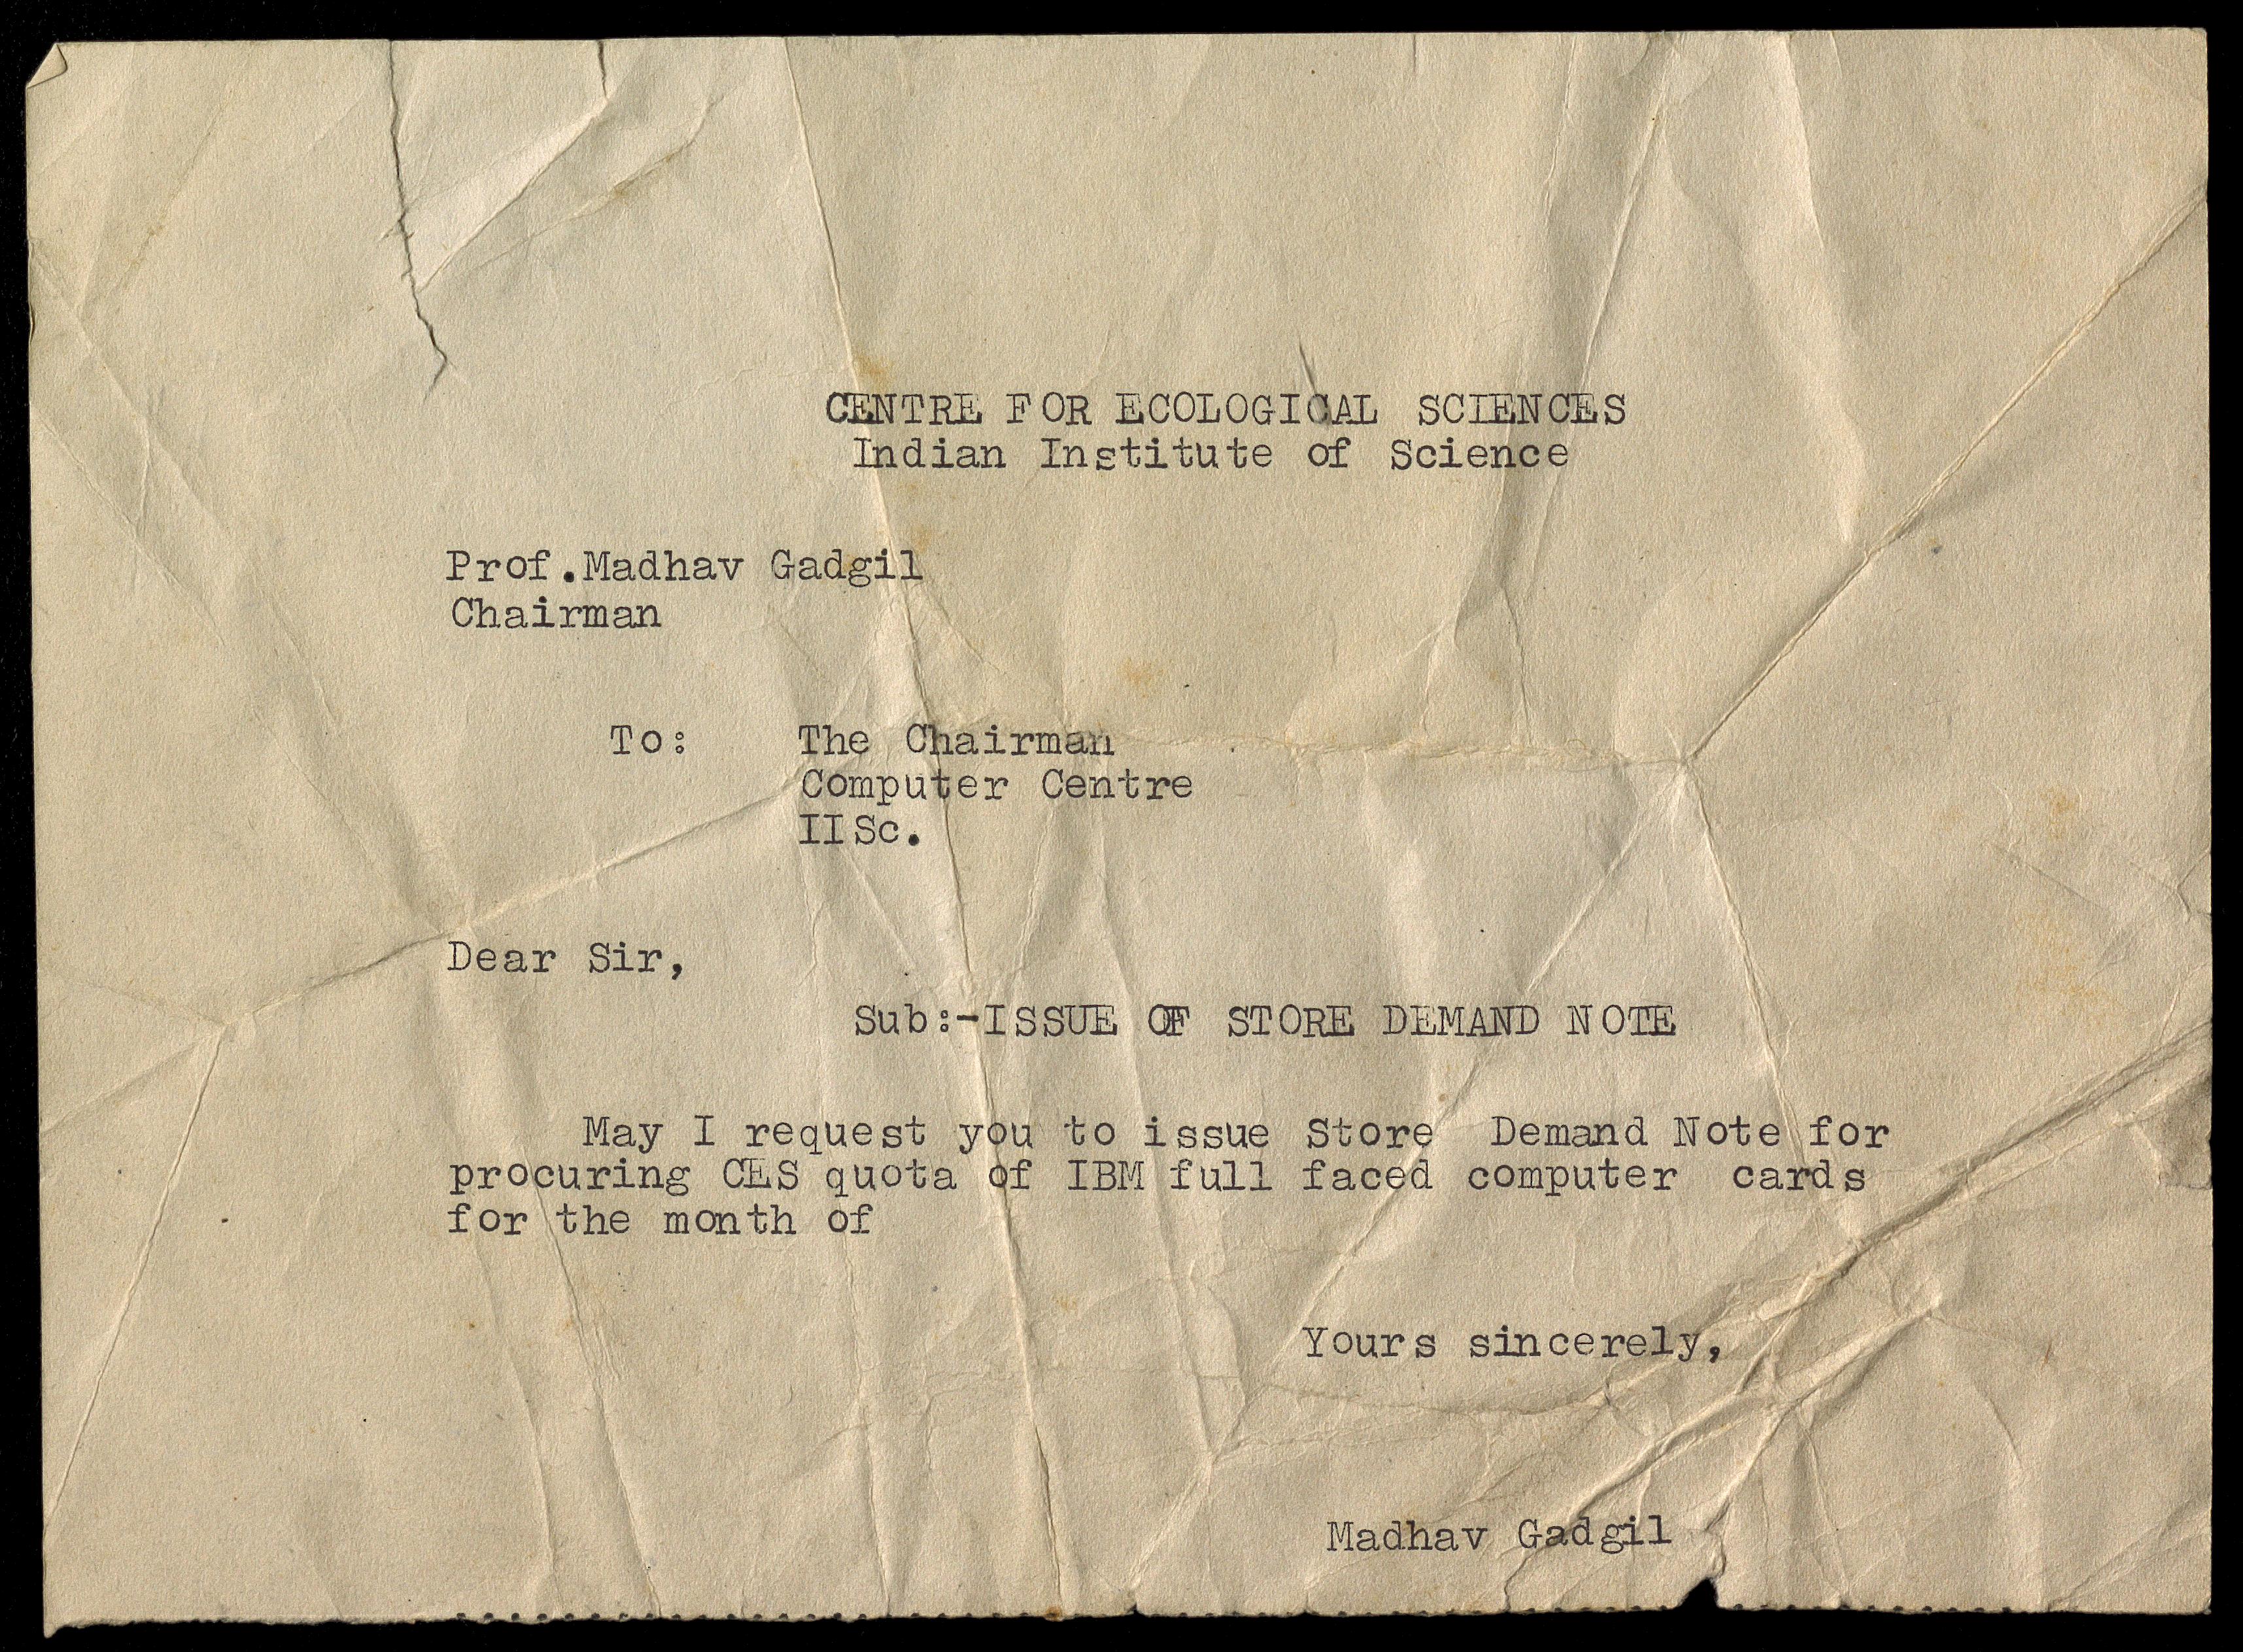 CENTRE FOR ECOLOGICAL SCIENCES
Indian Institute of Science
Prof.Madhav Gadgil
Chairman
To: The Chairman
Computer Centre
IISc.
Dear Sir,
Sub:-ISSUE OF STORE DEMAND NOTE
May I request you to issue Store Demand Note for
procuring CES quota of IBM full faced computer cards
for the month of
Yours sincerely,
Madhav Gadgil